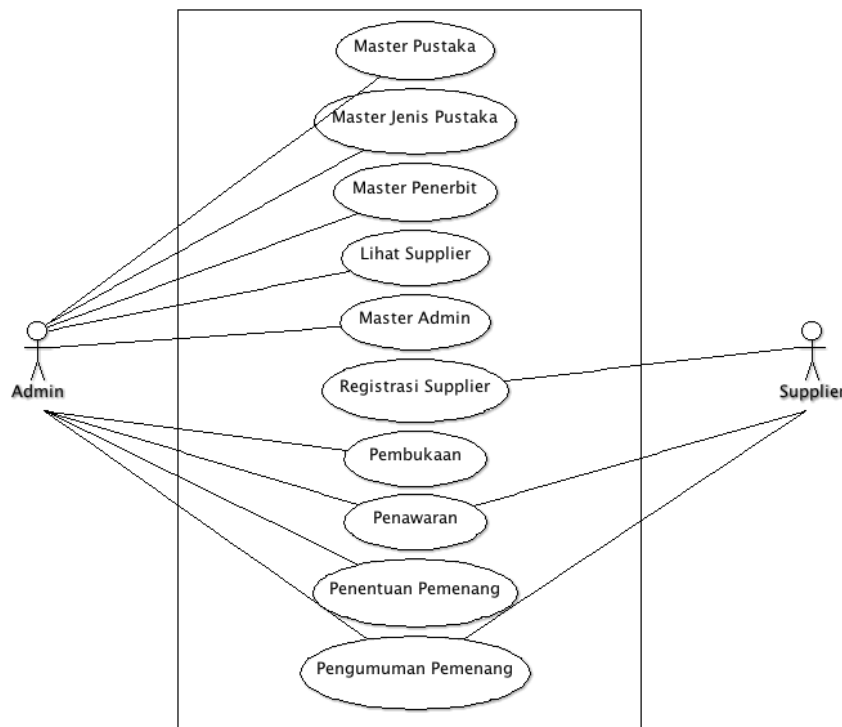 Master Pustaka
Master Jenis Pustaka
Master Penerbit
Lihat Supplier
Master Admin
Admin
Registrasi Supplier
Supplier
Pembukaan
Penawaran
Penentuan Pemenang
Pengumuman Pemenang